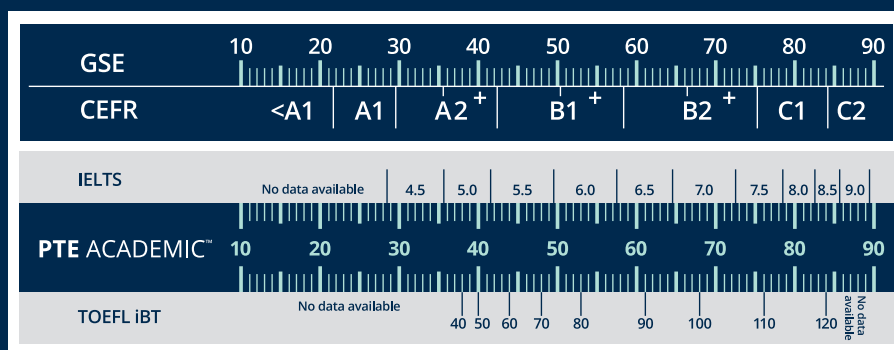 GSE 10 20 30 40 50 60 70 80 90
CEFR <A1 A1 A2 + B1 + B2 + C1 C2
IELTS No data available 4.5 5.0 5.5 6.0 6.5 7.0 7.5 8.0 8.5 9.0
PTE ACADEMIC™ 10 20 30 40 50 60 70 80 90
TOEFL iBT No data available 40 50 60 70 80 90 100 110 120 No data available